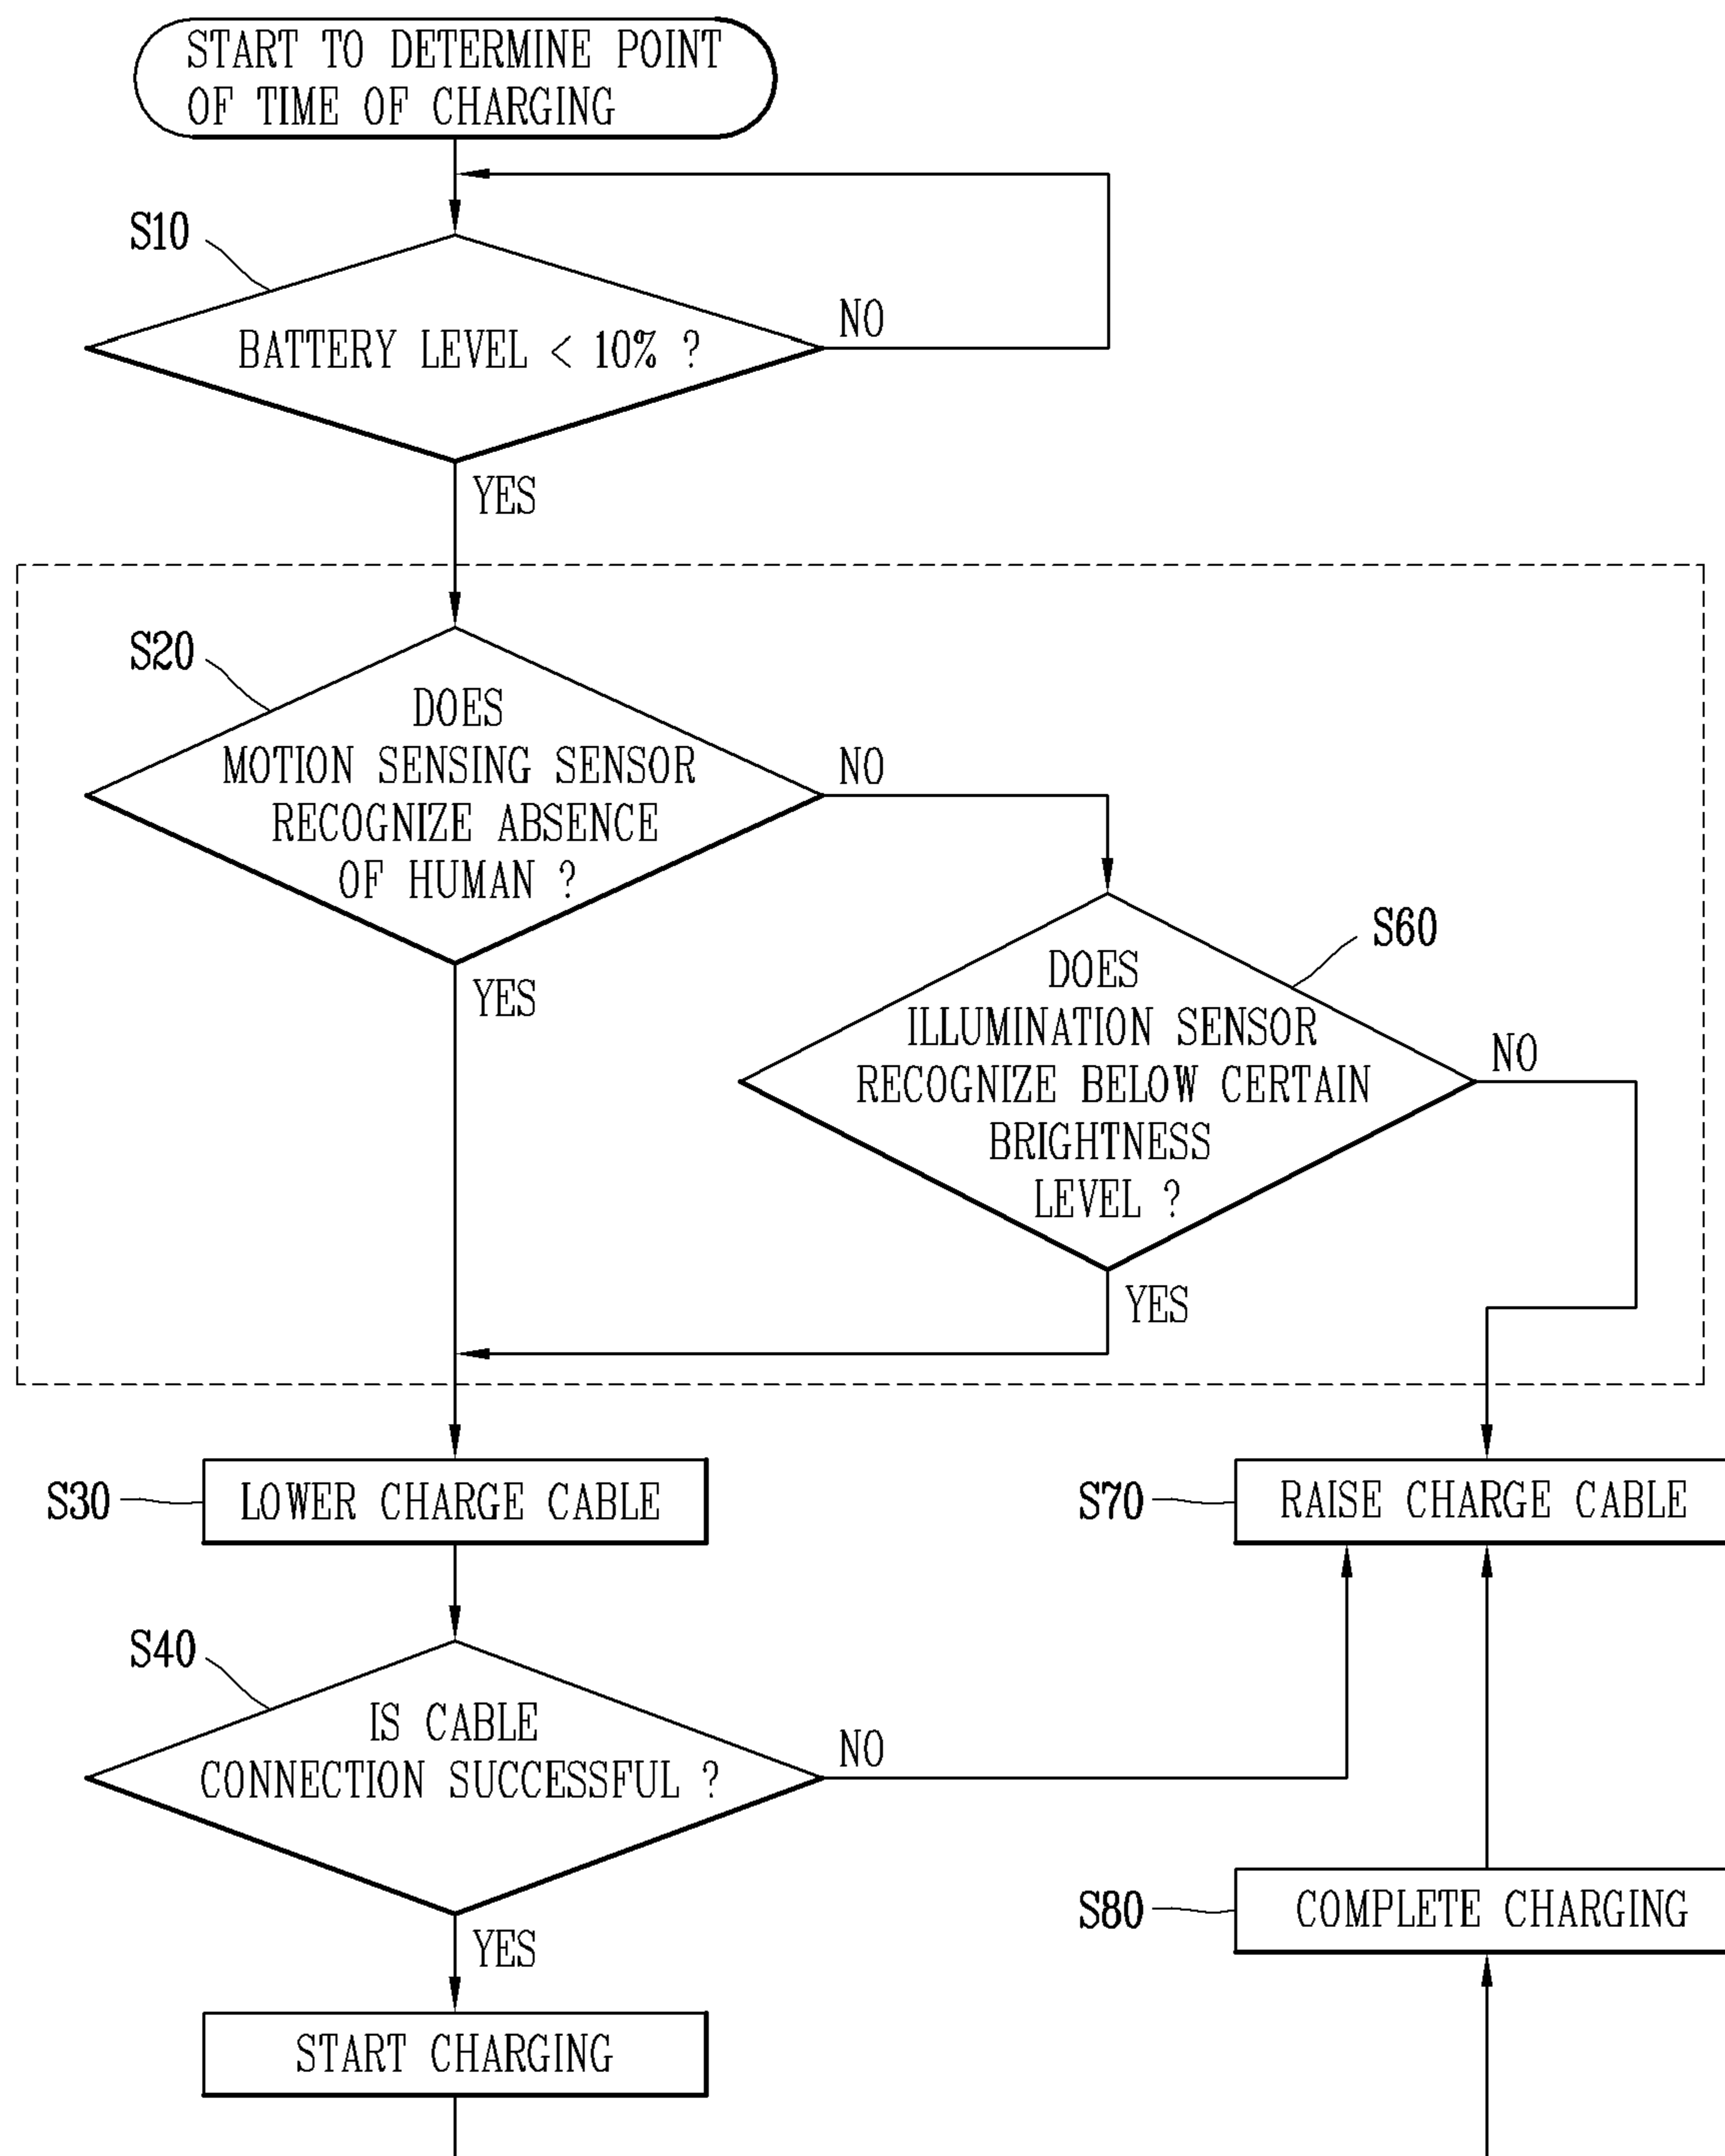 START TO DETERMINE POINT
OF TIME OF CHARGING
S10
BATTERY LEVEL < 10% ?
NO
YES
S20
DOES
MOTION SENSING SENSOR
RECOGNIZE ABSENCE
OF HUMAN ?
NO
YES
S60
DOES
ILLUMINATION SENSOR
RECOGNIZE BELOW CERTAIN
BRIGHTNESS
LEVEL ?
NO
YES
S30
LOWER CHARGE CABLE
S70
RAISE CHARGE CABLE
S40
IS CABLE
CONNECTION SUCCESSFUL ?
NO
YES
S80
COMPLETE CHARGING
START CHARGING